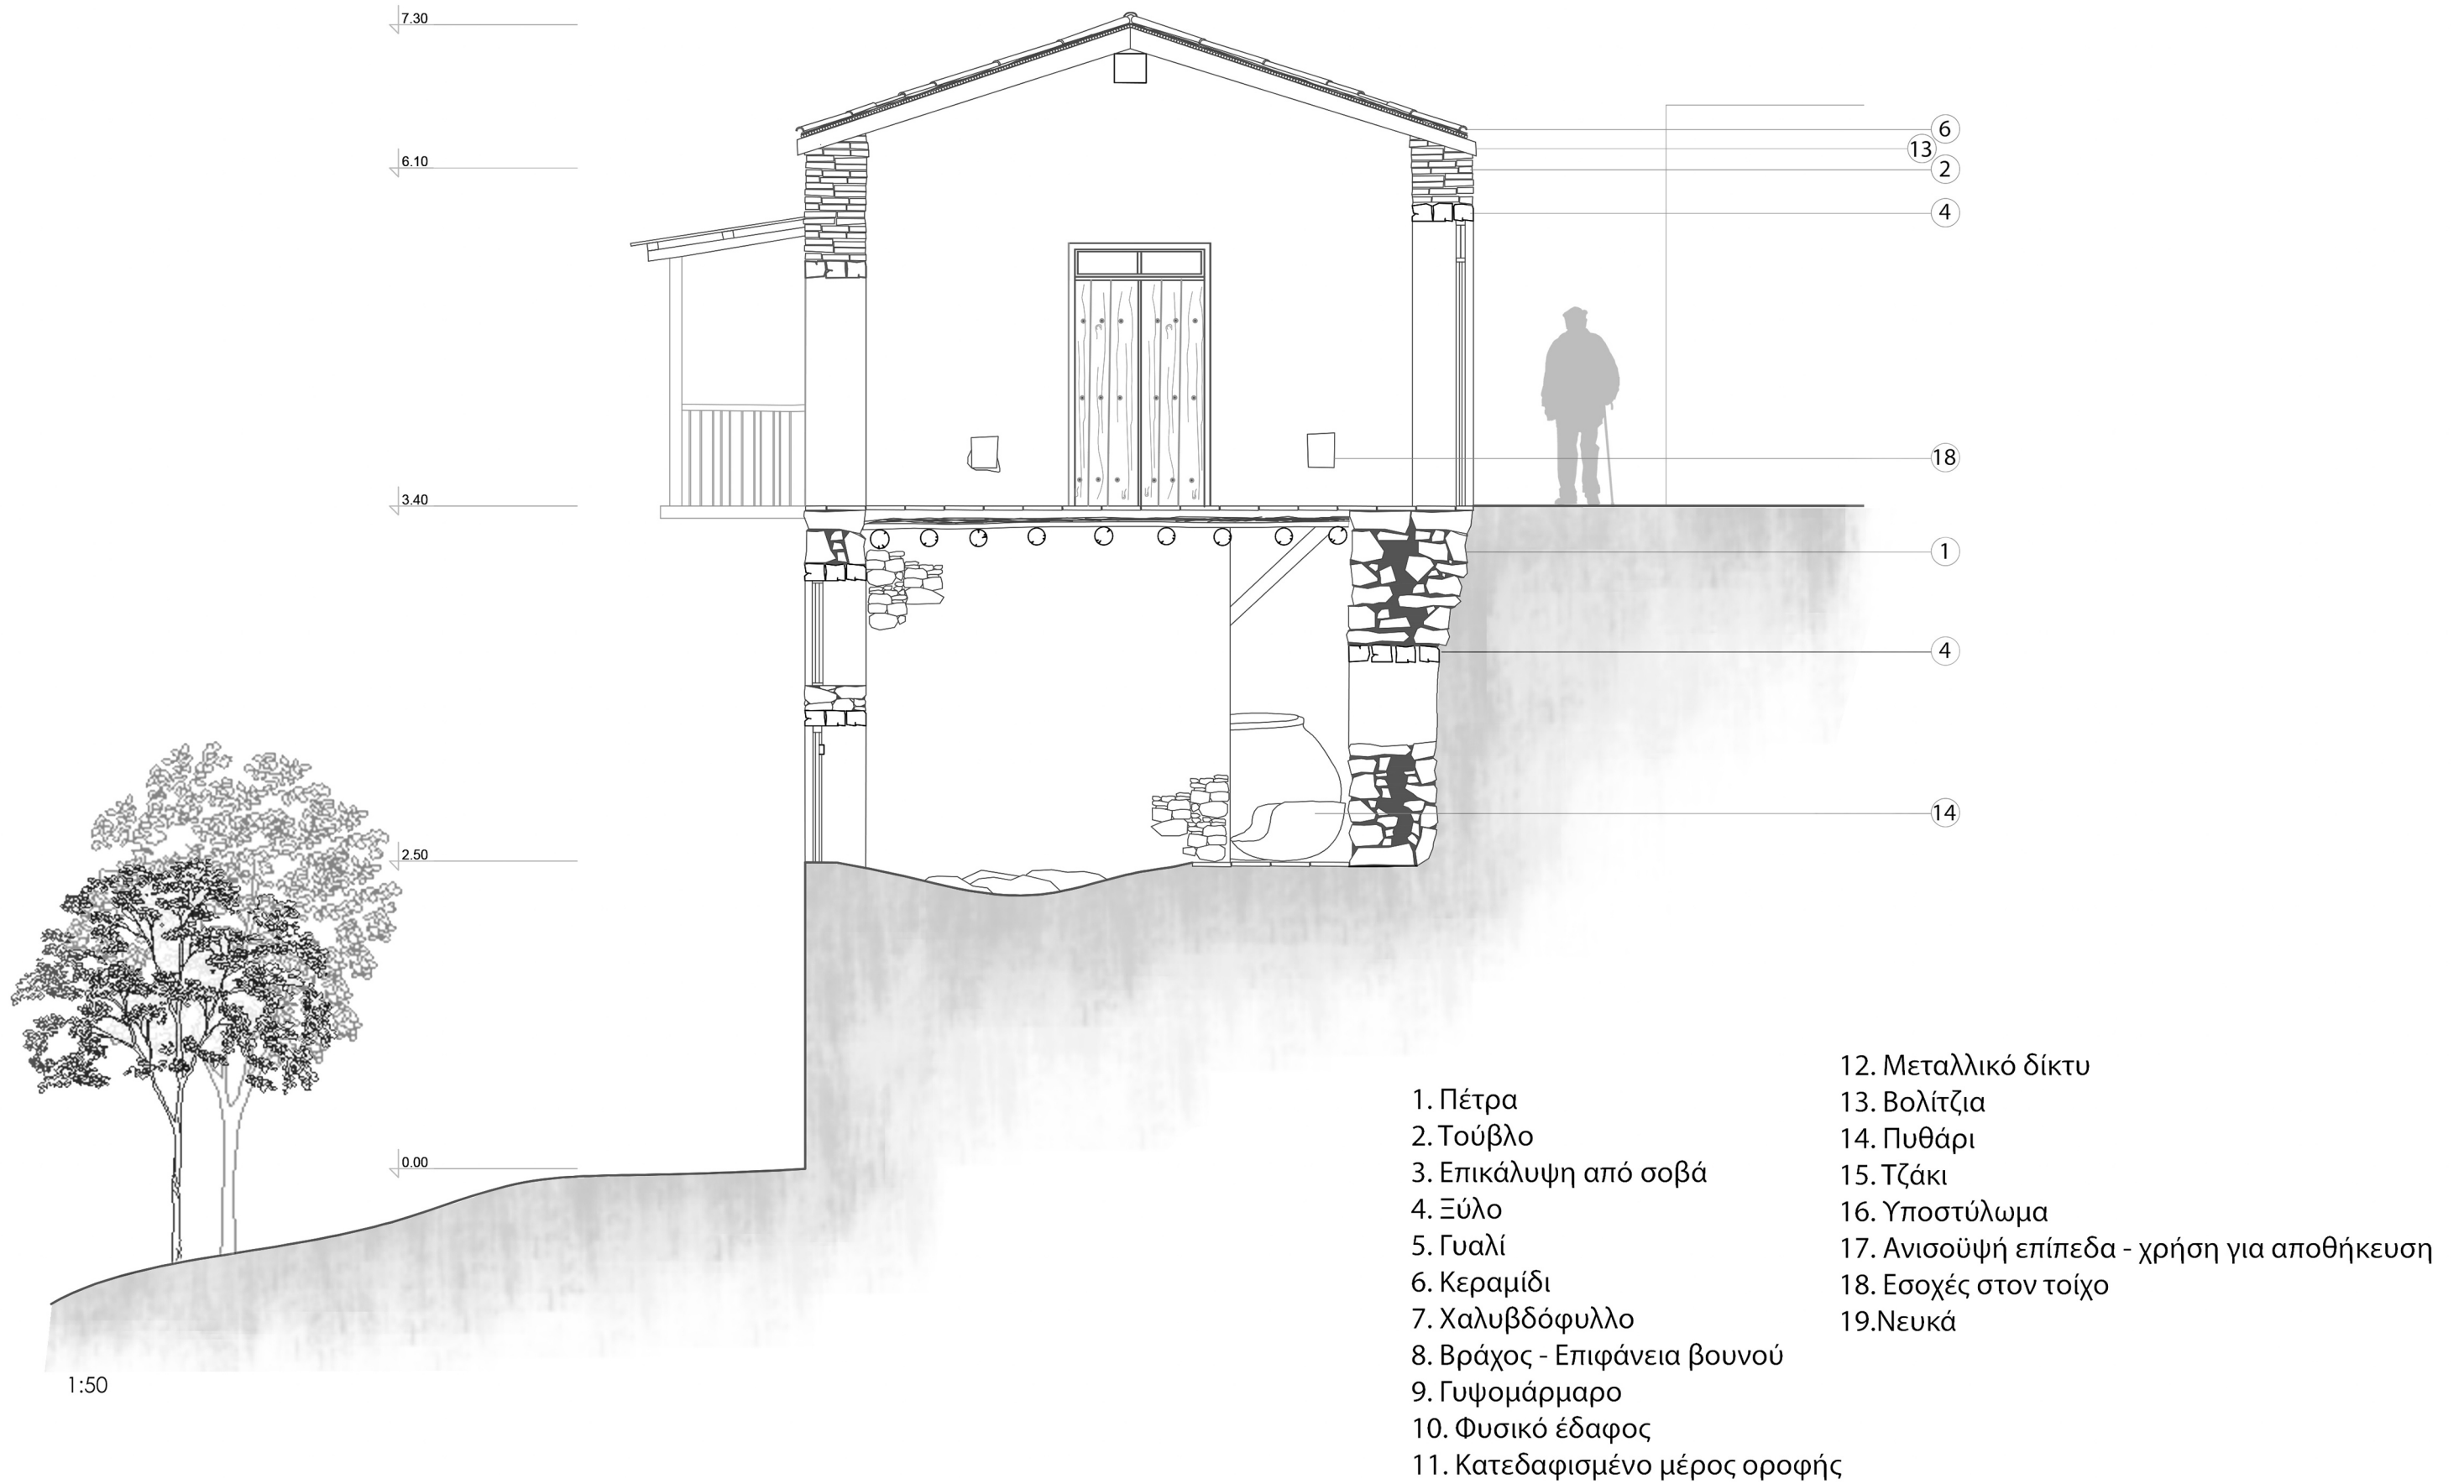 7.30
6.10
3.40
2.50
0.00
6
13
2
4
18
1
4
14
1. Πέτρα
2. Τούβλο
3. Επικάλυψη από σοβά
4. Ξύλο
5. Γυαλί
6. Κεραμίδι
7. Χαλυβδόφυλλο
8. Βράχος - Επιφάνεια βουνού
9. Γυψομάρμαρο
10. Φυσικό έδαφος
11. Κατεδαφισμένο μέρος οροφής
12. Μεταλλικό δίκτυ
13. Βολίτζια
14. Πυθάρι
15. Τζάκι
16. Υποστύλωμα
17. Ανισοϋψή επίπεδα - χρήση για αποθήκευση
18. Εσοχές στον τοίχο
19.Νευκά
1:50